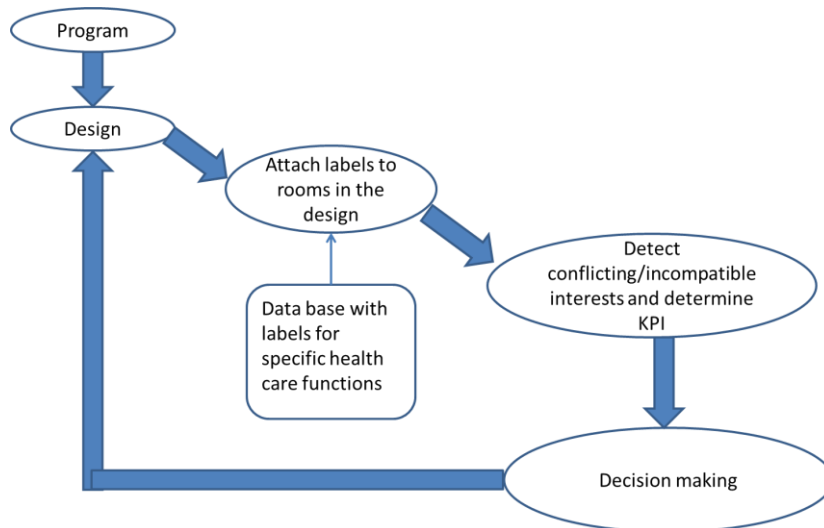 Program
Design
Attach labels to
rooms in the
design
Data base with
labels for
specific health
care functions
Detect
conflicting/incompatible
interests and determine
KPI
Decision making